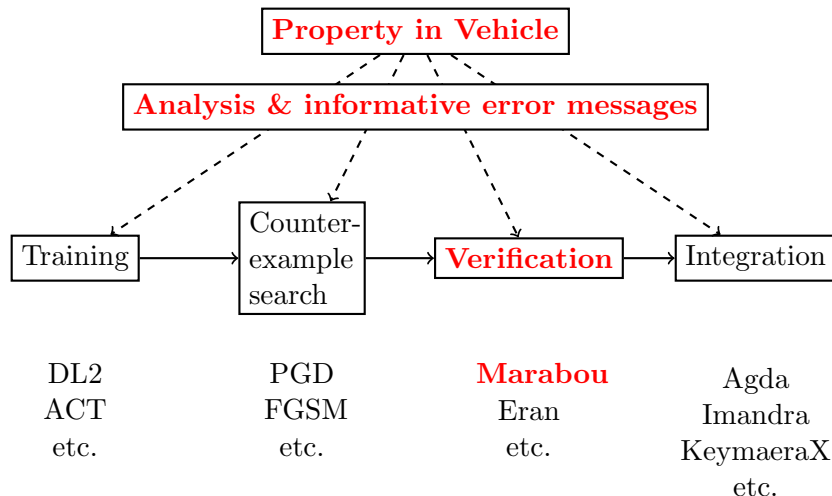 Property in Vehicle
Analysis & informative error messages
Training
Counter-
example
search
Verification
Integration
DL2
ACT
etc.
PGD
FGSM
etc.
Marabou
Eran
etc.
Agda
Imandra
KeymaeraX
etc.